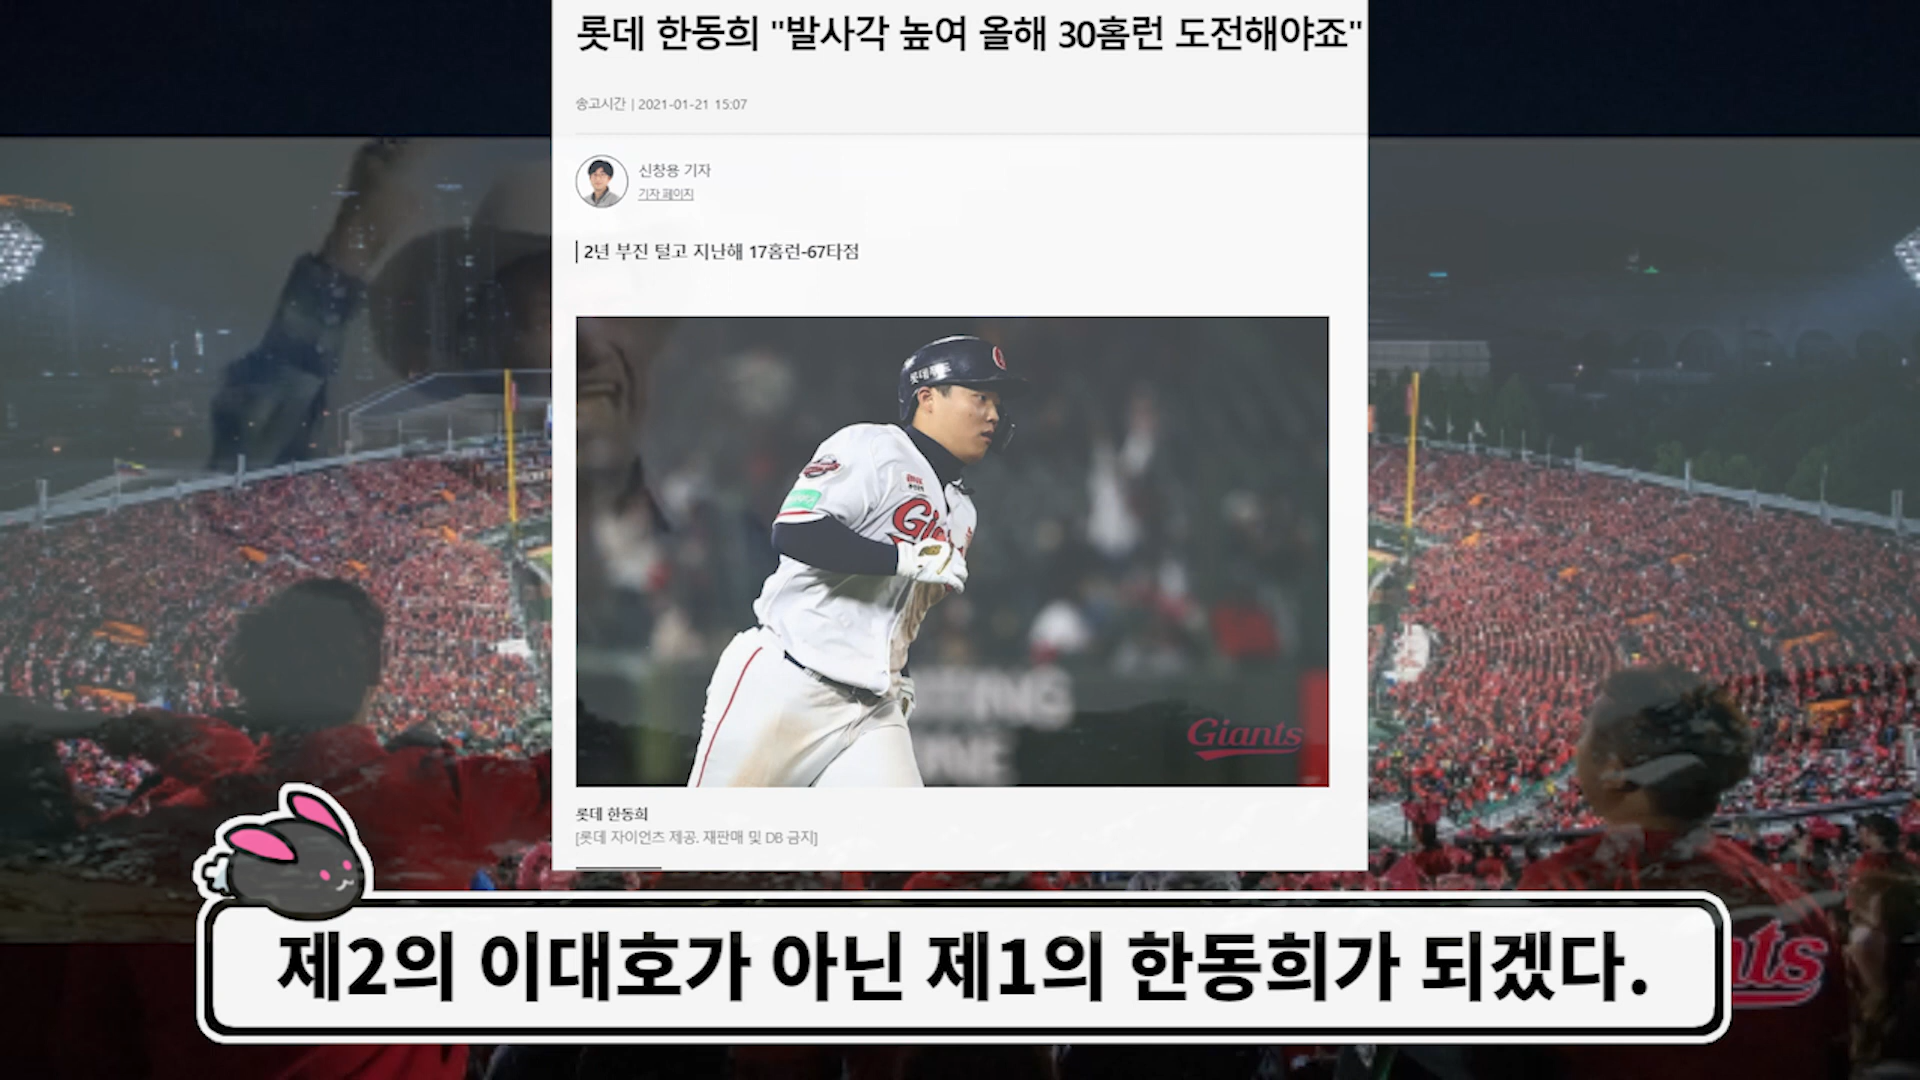 롯데 한동희 "발사각 높여 올해 30홈런 도전해야죠"
송고시간 | 2021-01-21 15:07
신창용 기자
기자 페이지
2년 부진 털고 지난해 17홈런-67타점
Giants
롯데 한동희
[롯데 자이언츠 제공. 재판매 및 DB 금지]
제2의 이대호가 아닌 제1의 한동희가 되겠다.